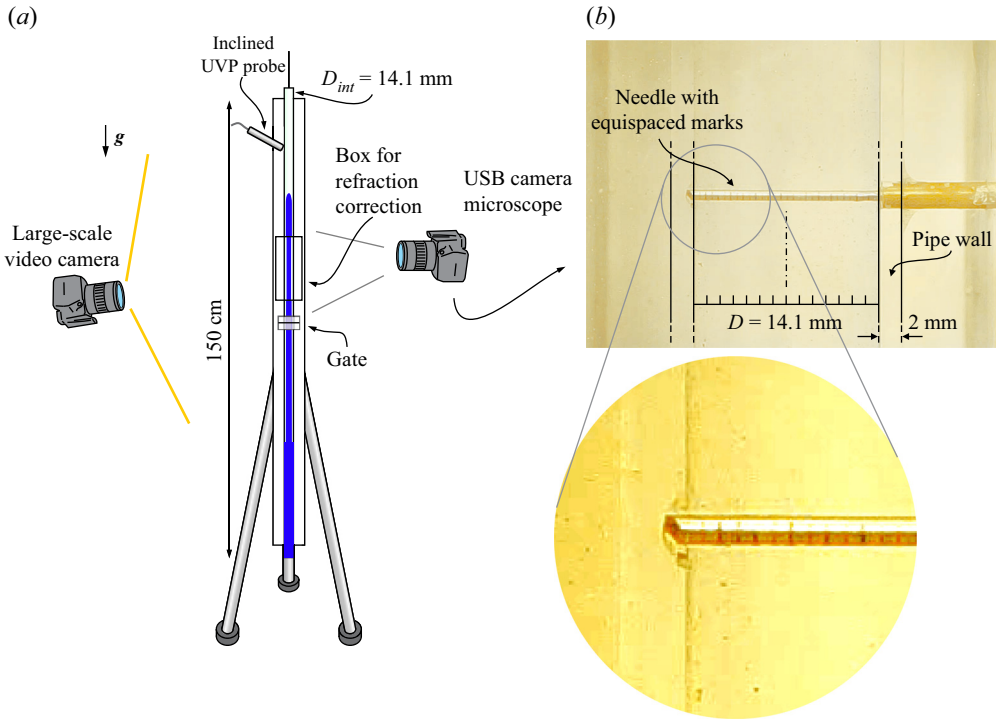 (a)
Inclined
UVP probe
D_int = 14.1 mm
g
Box for
refraction
correction
USB camera
microscope
Large-scale
video camera
150 cm
Gate
(b)
Needle with
equispaced marks
Pipe wall
D = 14.1 mm
2 mm